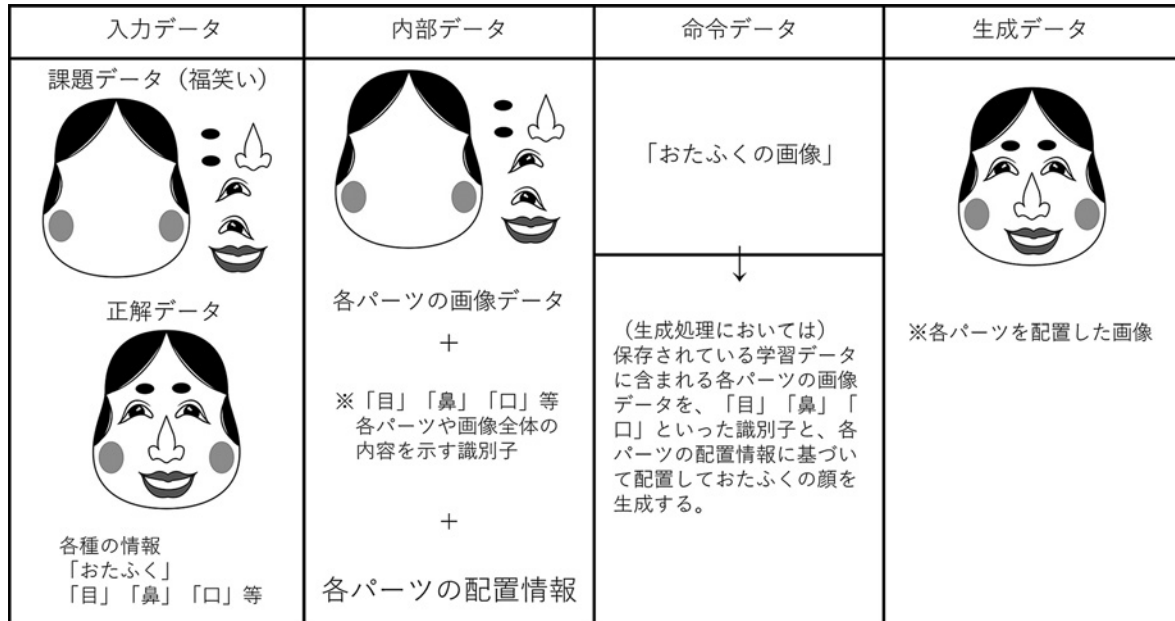 入力データ
内部データ
命令データ
生成データ
課題データ（福笑い）
正解データ
各種の情報
「おたふく」
「目」「鼻」「口」等
各パーツの画像データ
＋
※「目」「鼻」「口」等
各パーツや画像全体の
内容を示す識別子
＋
各パーツの配置情報
「おたふくの画像」
↓
（生成処理においては）
保存されている学習データ
に含まれる各パーツの画像
データを、「目」「鼻」「
口」といった識別子と、各
パーツの配置情報に基づい
て配置しておたふくの顔を
生成する。
※各パーツを配置した画像